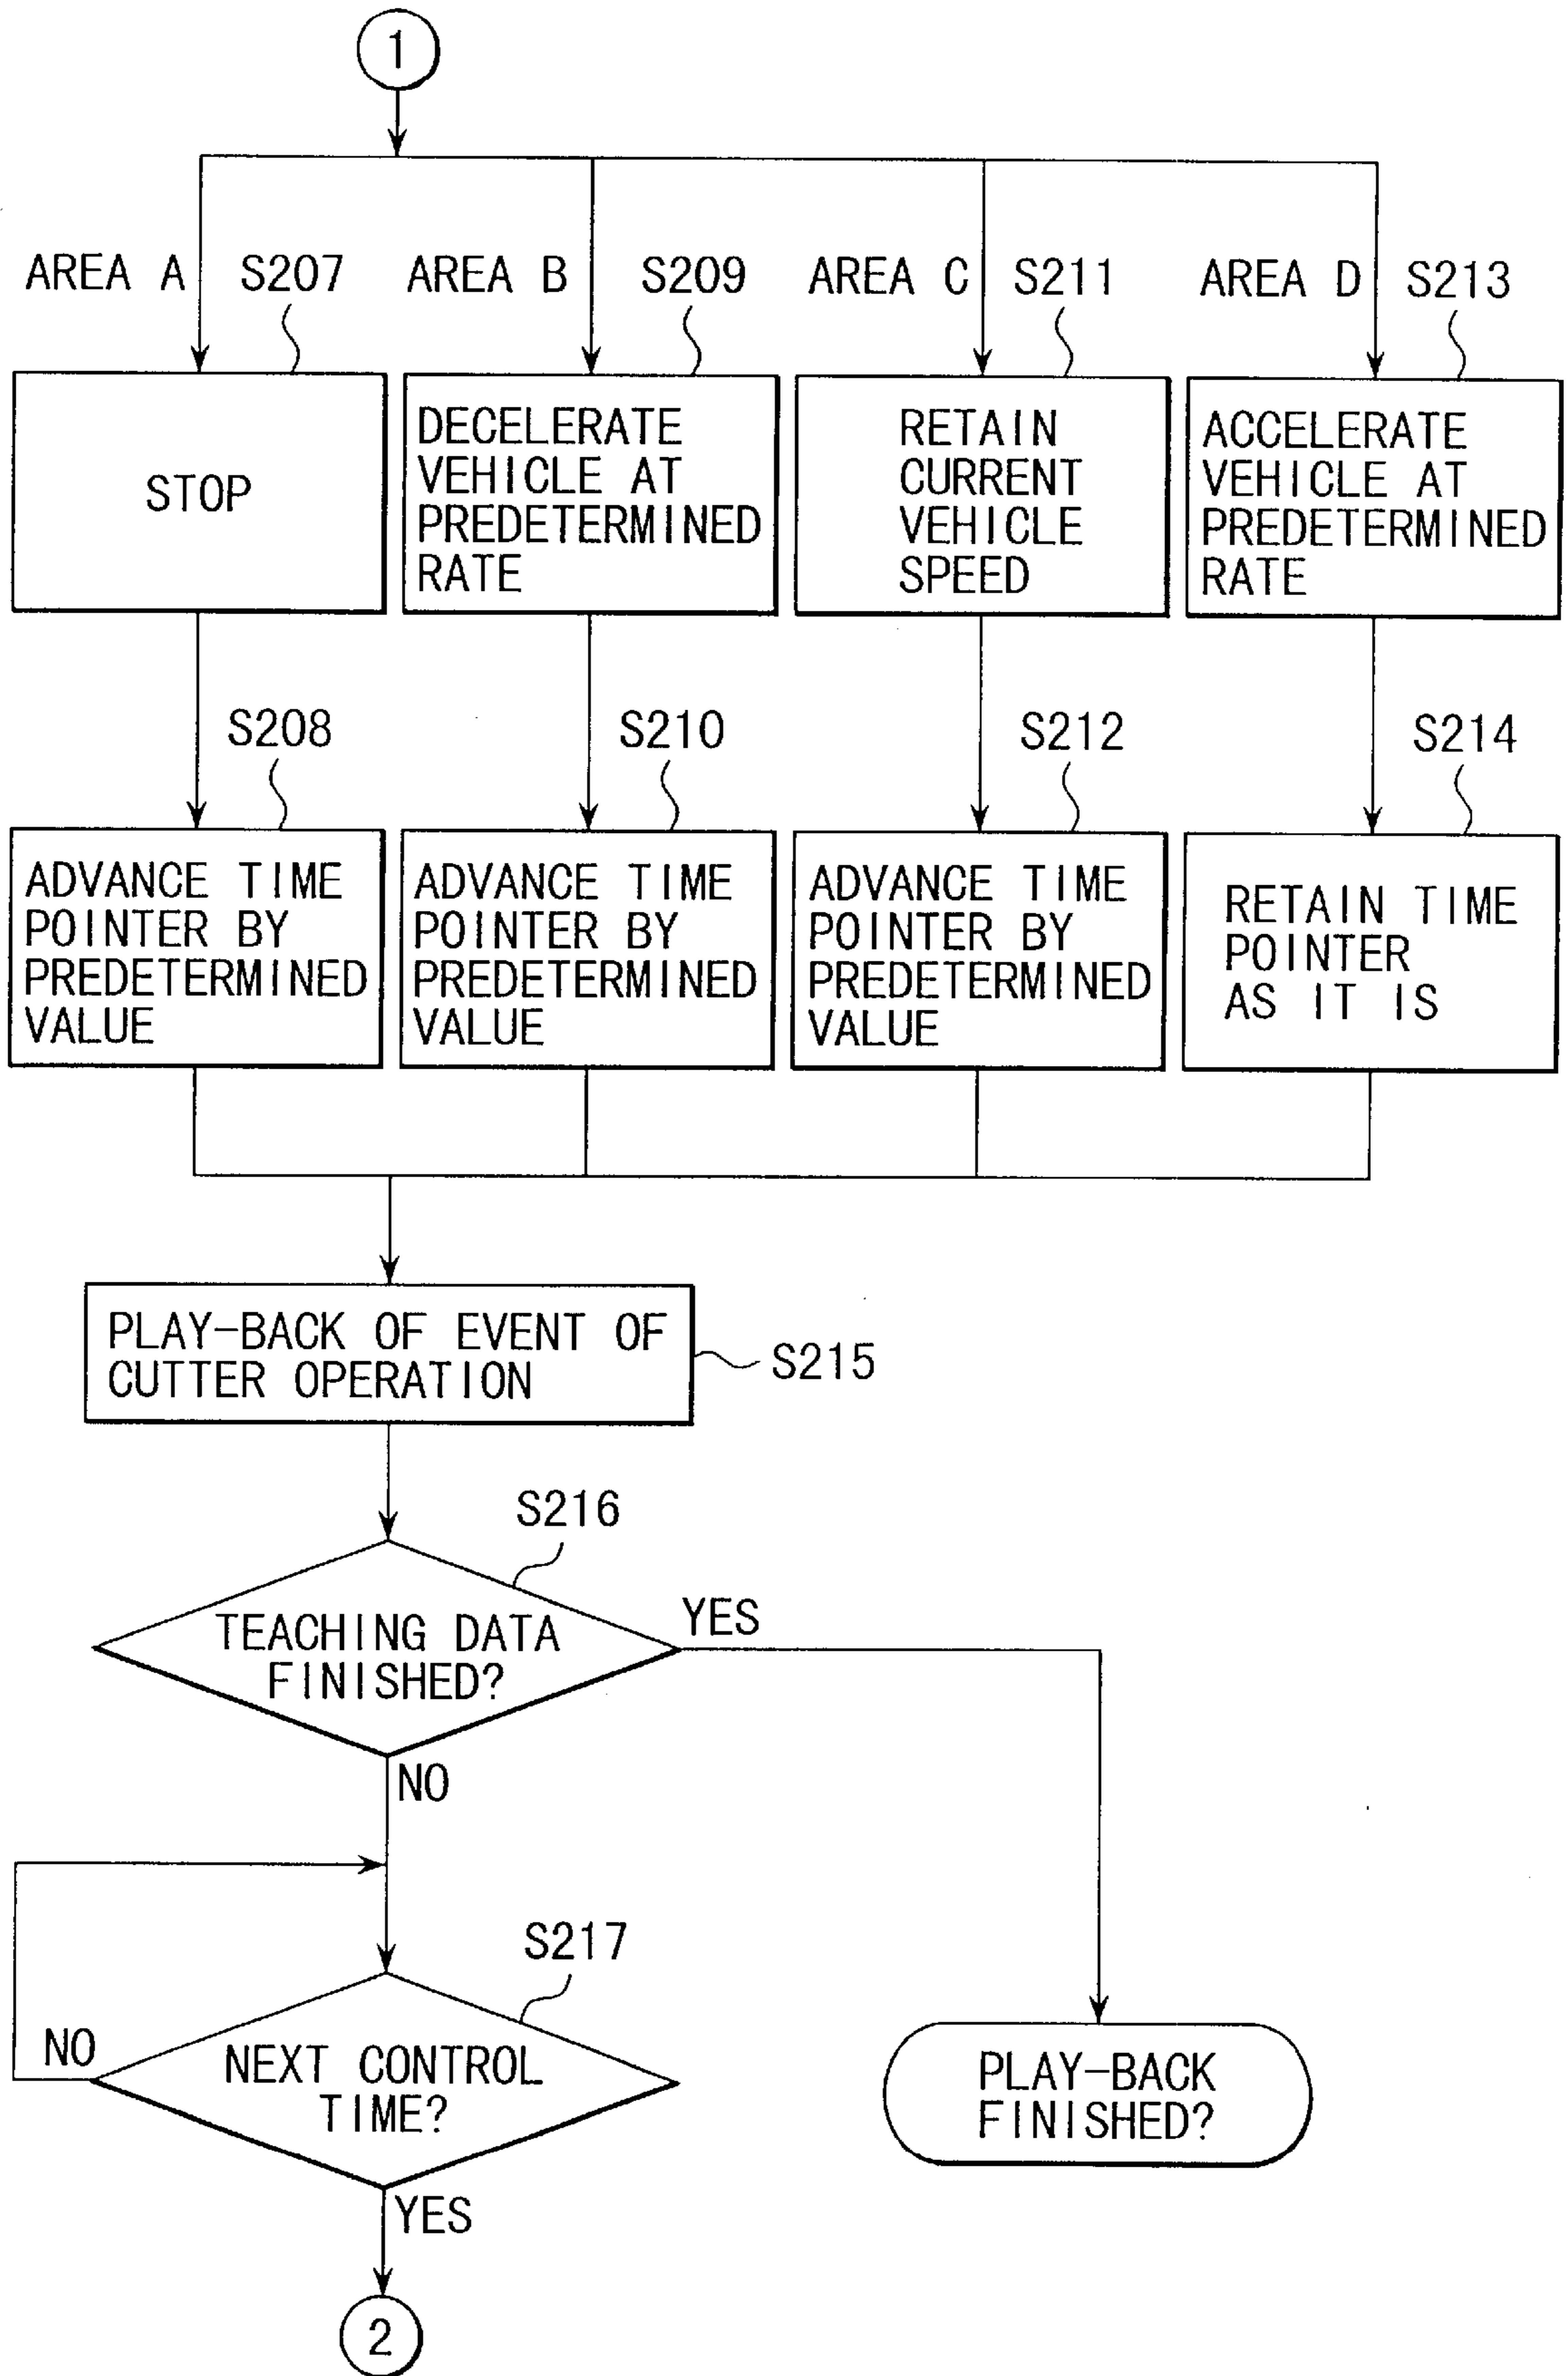 1
AREA A
S207
AREA B
S209
AREA C
S211
AREA D
S213
STOP
DECELERATE
VEHICLE AT
PREDETERMINED
RATE
RETAIN
CURRENT
VEHICLE
SPEED
ACCELERATE
VEHICLE AT
PREDETERMINED
RATE
S208
S210
S212
S214
ADVANCE TIME
POINTER BY
PREDETERMINED
VALUE
ADVANCE TIME
POINTER BY
PREDETERMINED
VALUE
ADVANCE TIME
POINTER BY
PREDETERMINED
VALUE
RETAIN TIME
POINTER
AS IT IS
PLAY-BACK OF EVENT OF
CUTTER OPERATION
S215
S216
TEACHING DATA
FINISHED?
YES
NO
S217
NEXT CONTROL
TIME?
NO
PLAY-BACK
FINISHED?
YES
2